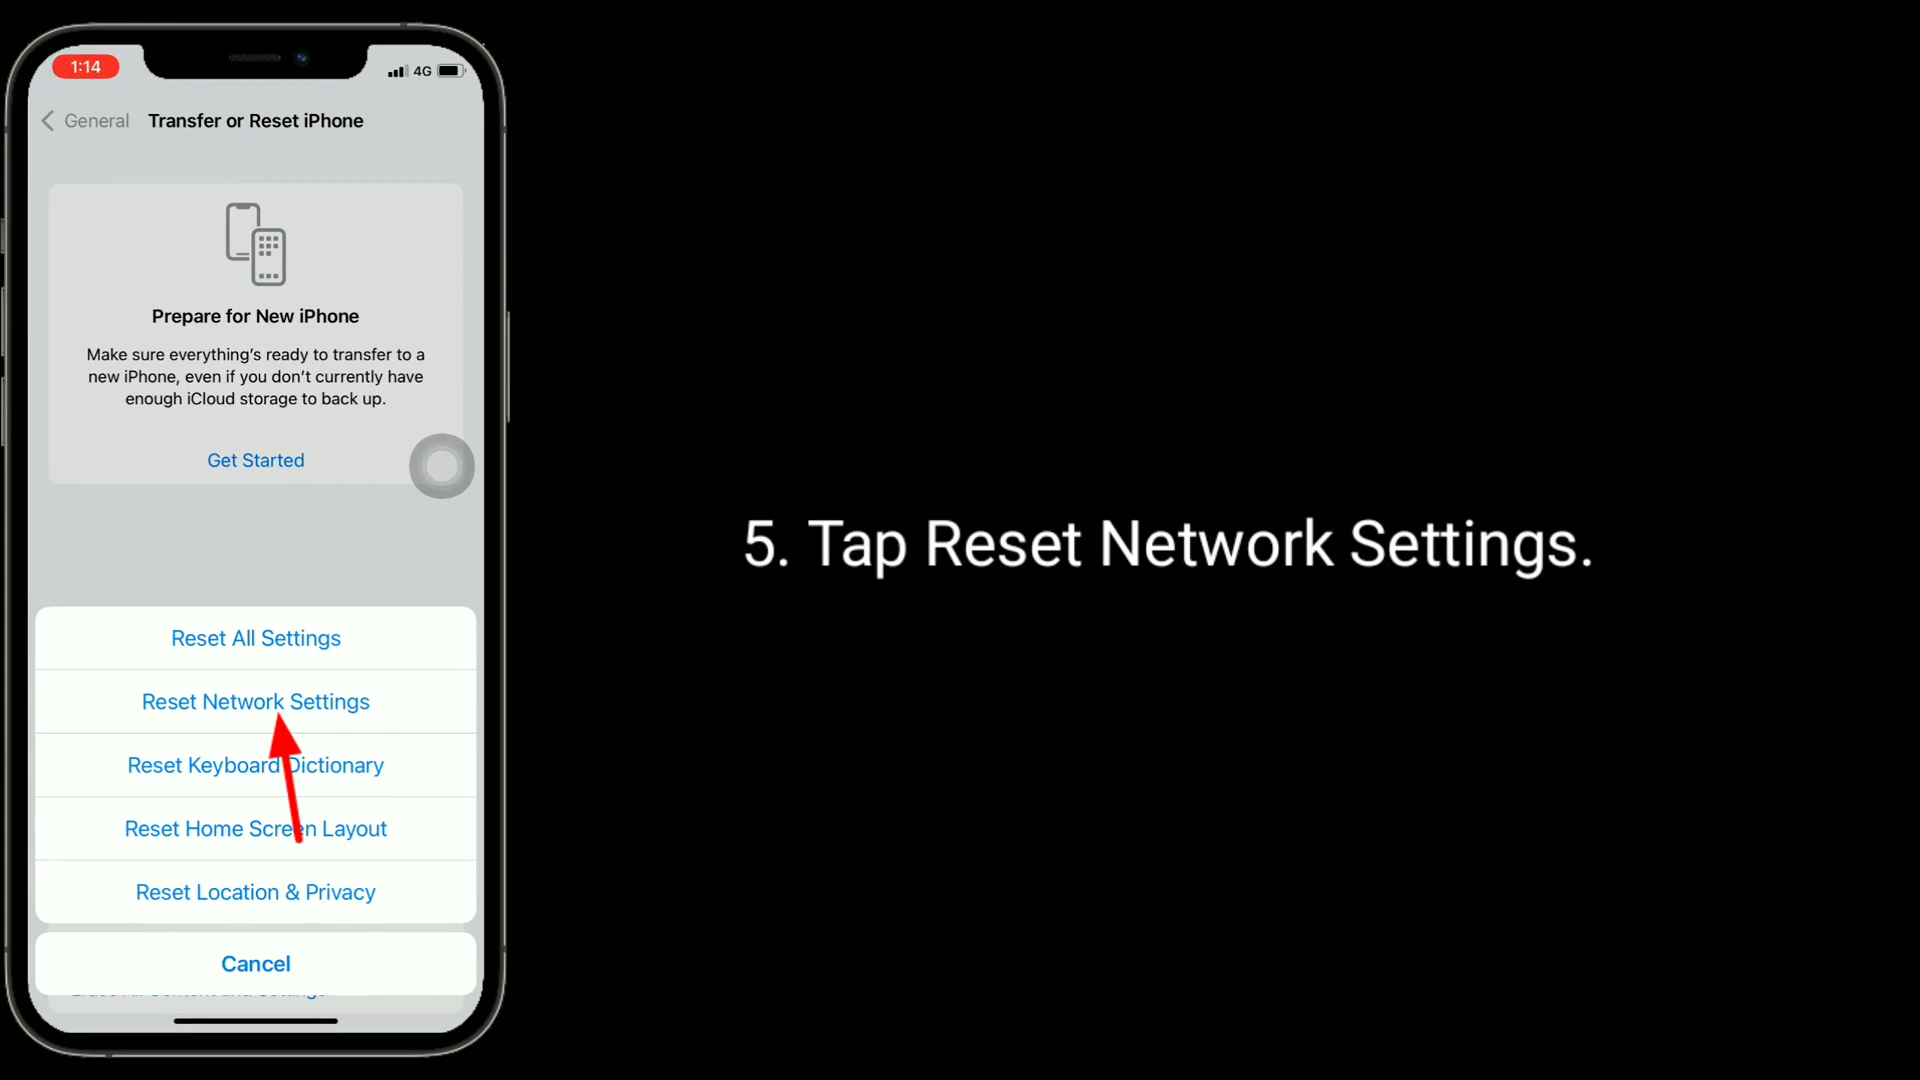 1:14
4G
General
Transfer or Reset iPhone
Prepare for New iPhone
Make sure everything's ready to transfer to a
new iPhone, even if you don't currently have
enough iCloud storage to back up.
Get Started
5. Tap Reset Network Settings.
Reset All Settings
Reset Network Settings
Reset Keyboard Dictionary
Reset Home Screen Layout
Reset Location & Privacy
Cancel